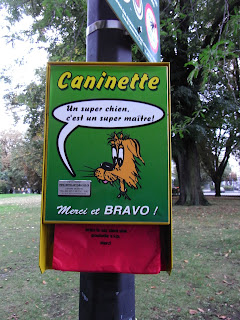 Caninette
Un super chien,
c'est un super maître!
Merci et BRAVO !